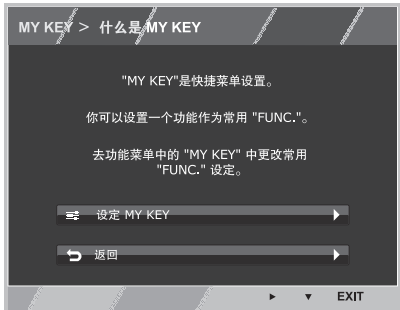 MY KEY > 什么是 MY KEY
"MY KEY"是快捷菜单设置。
你可以设置一个功能作为常用 "FUNC."。
去功能菜单中的 "MY KEY" 中更改常用
"FUNC." 设定。
设定 MY KEY
返回
EXIT